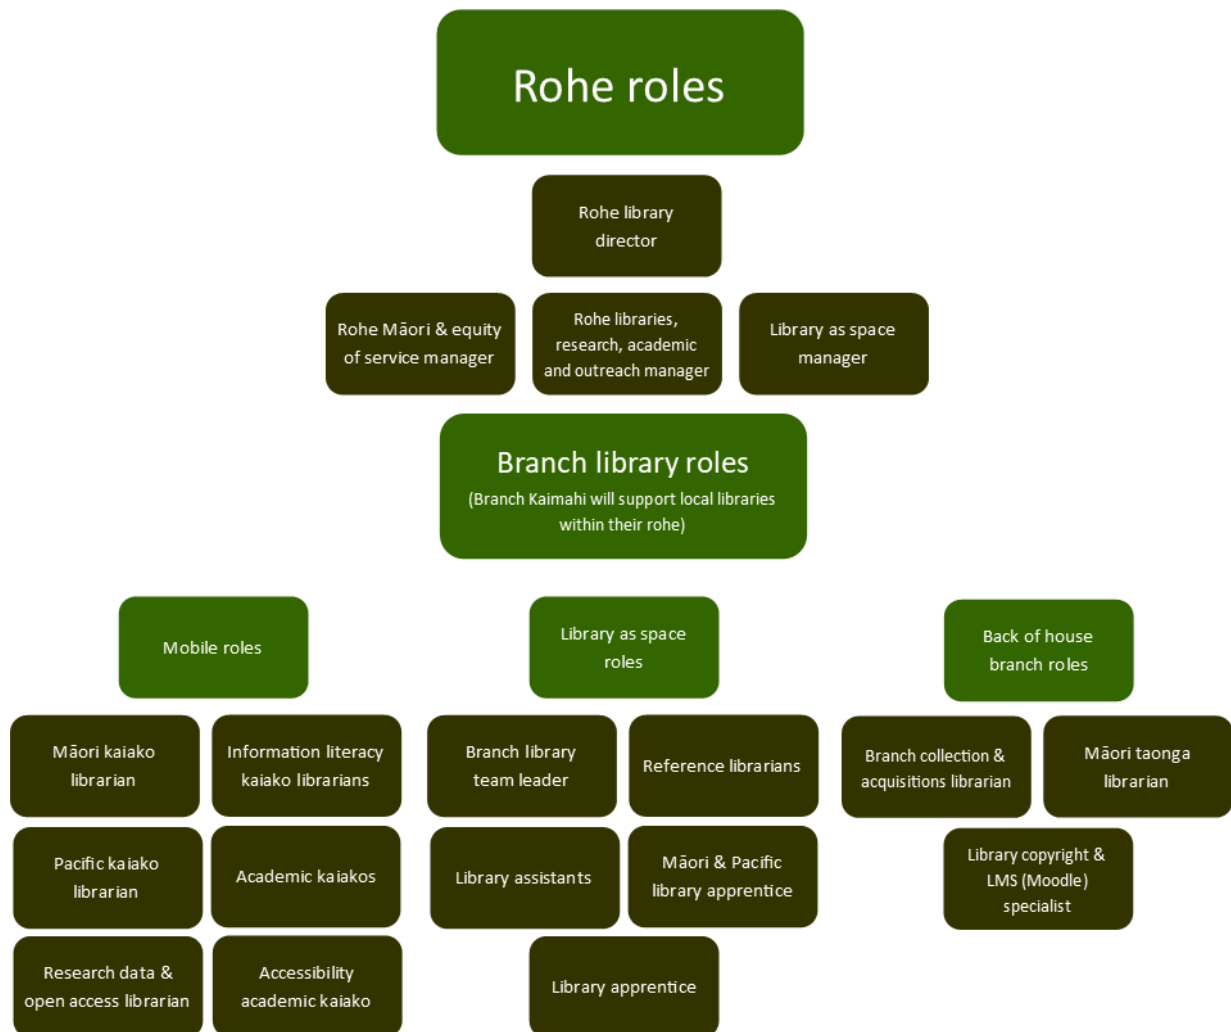 Rohe roles
Rohe library
director
Rohe Māori & equity
of service manager
Rohe libraries,
research, academic
and outreach manager
Library as space
manager
Branch library roles
(Branch Kaimahi will support local libraries
within their rohe)
Mobile roles
Library as space
roles
Back of house
branch roles
Māori kaiako
librarian
Information literacy
kaiako librarians
Branch library
team leader
Reference librarians
Branch collection &
acquisitions librarian
Māori taonga
librarian
Pacific kaiako
librarian
Academic kaiakos
Library assistants
Māori & Pacific
library apprentice
Library copyright &
LMS (Moodle)
specialist
Research data &
open access librarian
Accessibility
academic kaiako
Library apprentice